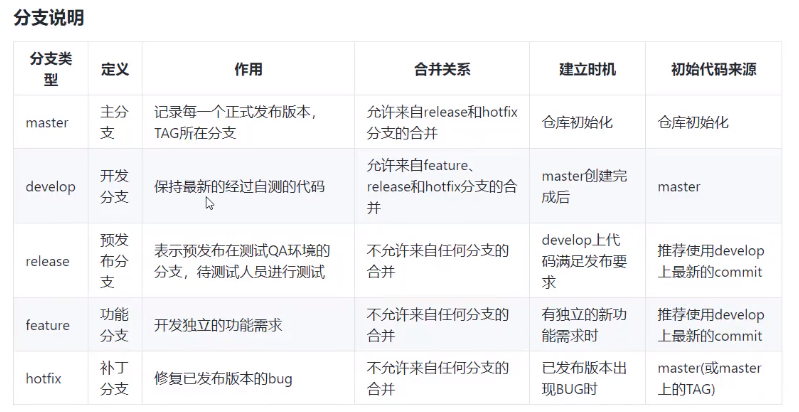 分支说明
分支类型 定义 作用 合并关系 建立时机 初始代码来源
master 主分支 记录每一个正式发布版本，TAG所在分支 允许来自release和hotfix分支的合并 仓库初始化 仓库初始化
develop 开发分支 保持最新的经过自测的代码 允许来自feature、release和hotfix分支的合并 master创建完成后 master
release 预发布分支 表示预发布在测试QA环境的分支，待测试人员进行测试 不允许来自任何分支的合并 develop上代码满足发布要求 推荐使用develop上最新的commit
feature 功能分支 开发独立的功能需求 不允许来自任何分支的合并 有独立的新功能需求时 推荐使用develop上最新的commit
hotfix 补丁分支 修复已发布版本的bug 不允许来自任何分支的合并 已发布版本出现BUG时 master(或master上的TAG)